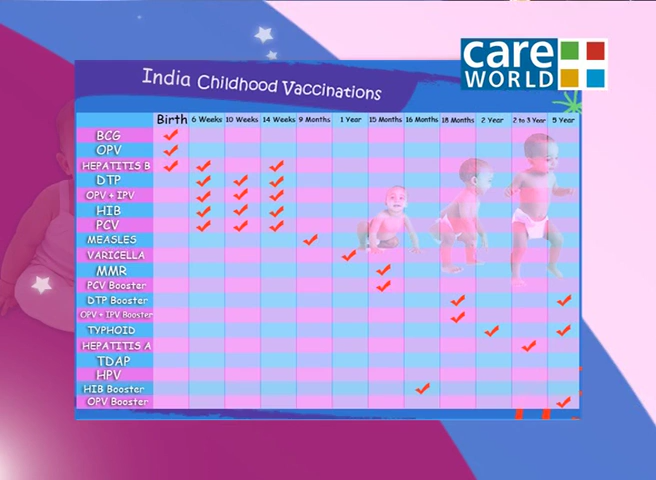 care
WORLD
India Childhood Vaccinations
Birth 6 Weeks 10 Weeks 14 Weeks 9 Months 1 Year 15 Months 16 Months 18 Months 2 Year 2 to 3 Year 5 Year
BCG
OPV
HEPATITIS B
DTP
OPV + IPV
HIB
PCV
MEASLES
VARICELLA
MMR
PCV Booster
DTP Booster
OPV + IPV Booster
TYPHOID
HEPATITIS A
TDAP
HPV
HIB Booster
OPV Booster